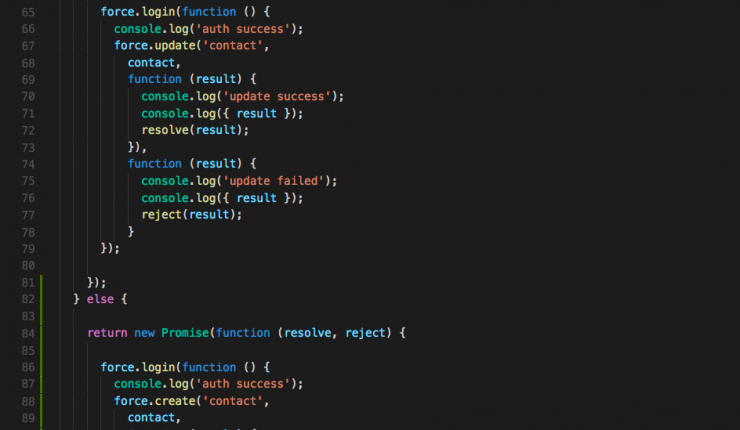 65 force.login(function () {
66 console.log('auth success');
67 force.update('contact',
68 contact,
69 function (result) {
70 console.log('update success');
71 console.log({ result });
72 resolve(result);
73 }),
74 function (result) {
75 console.log('update failed');
76 console.log({ result });
77 reject(result);
78 }
79 });
80
81 });
82 } else {
83
84 return new Promise(function (resolve, reject) {
85
86 force.login(function () {
87 console.log('auth success');
88 force.create('contact',
89 contact,